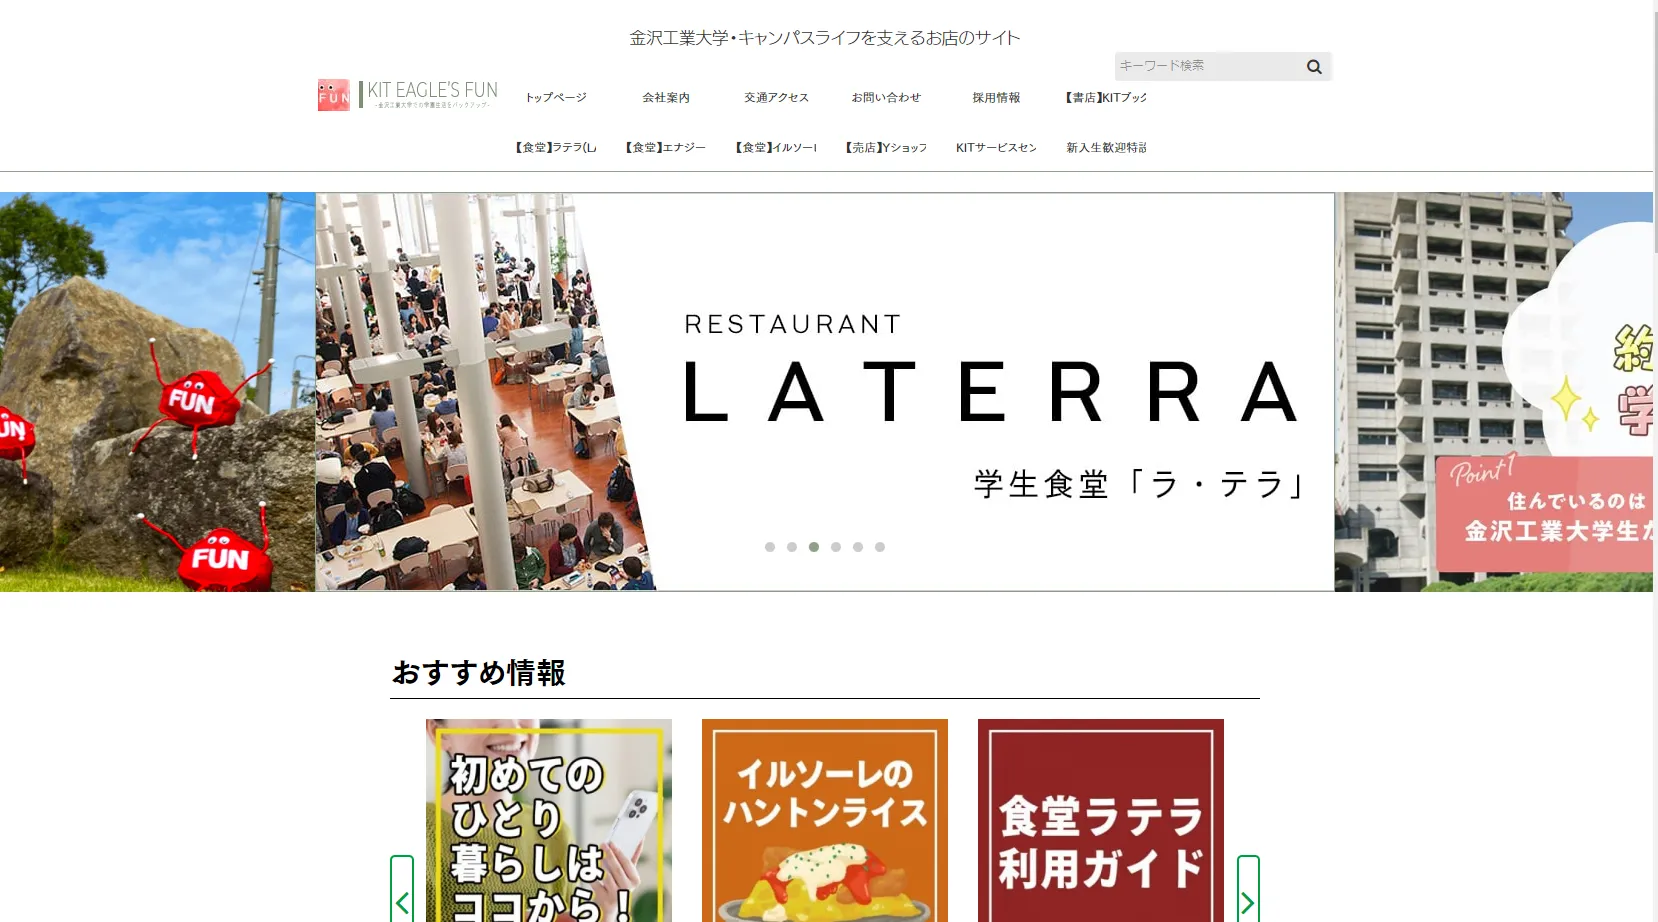 金沢工業大学・キャンパスライフを支えるお店のサイト
キーワード検索
FUN
KIT EAGLE'S FUN
-金沢工業大学での学園生活をバックアップ-
トップページ
会社案内
交通アクセス
お問い合わせ
採用情報
【書店】KITブック
【食堂】ラテラ(LA
【食堂】エナジー
【食堂】イルソーレ
【売店】Yショップ
KITサービスセン
新入生歓迎特設
FUN
FUN
FUN
RESTAURANT
LATERRA
学生食堂「ラ・テラ」
約
学
Point1
住んでいるのは
金沢工業大学生だ
おすすめ情報
初めての
ひとり
暮らしは
ココから！
イルソーレの
ハントンライス
食堂ラテラ
利用ガイド